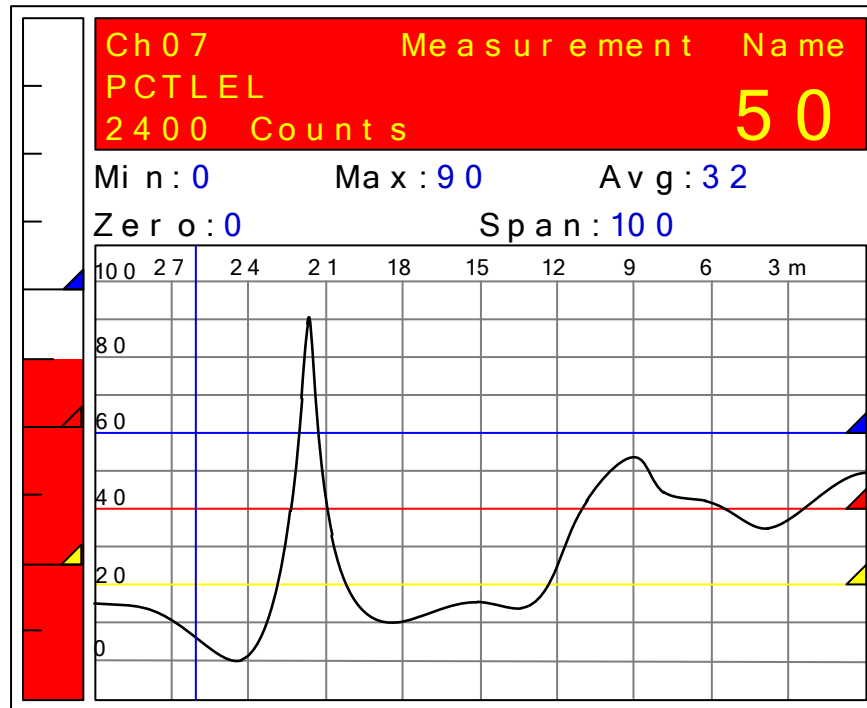 Ch07 Measurement Name
PCTLEL
2400 Counts 50
Min:0 Max:90 Avg:32
Zero:0 Span:100
100 27 24 21 18 15 12 9 6 3m
80
60
40
20
0